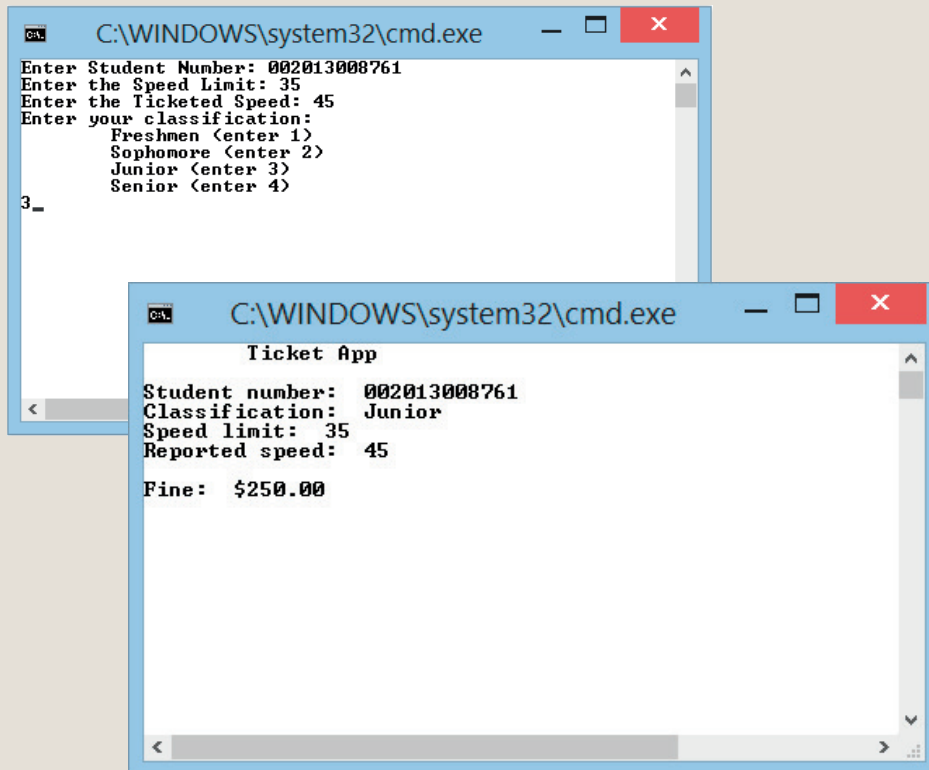 C:\WINDOWS\system32\cmd.exe
Enter Student Number: 002013008761
Enter the Speed Limit: 35
Enter the Ticketed Speed: 45
Enter your classification:
Freshmen (enter 1)
Sophomore (enter 2)
Junior (enter 3)
Senior (enter 4)
3_
C:\WINDOWS\system32\cmd.exe
Ticket App
Student number: 002013008761
Classification: Junior
Speed limit: 35
Reported speed: 45
Fine: $250.00